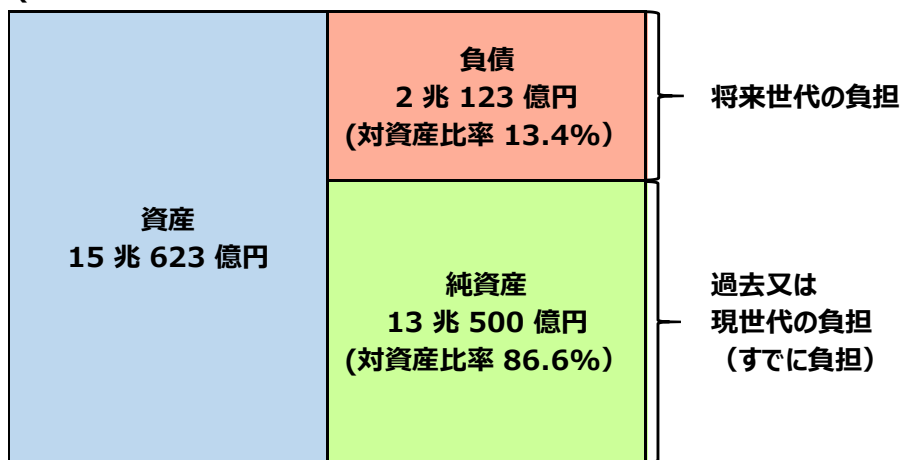 資産
15 兆 623 億円
負債
2 兆 123 億円
(対資産比率 13.4%）
純資産
13 兆 500 億円
(対資産比率 86.6%）
将来世代の負担
過去又は
現世代の負担
（すでに負担）